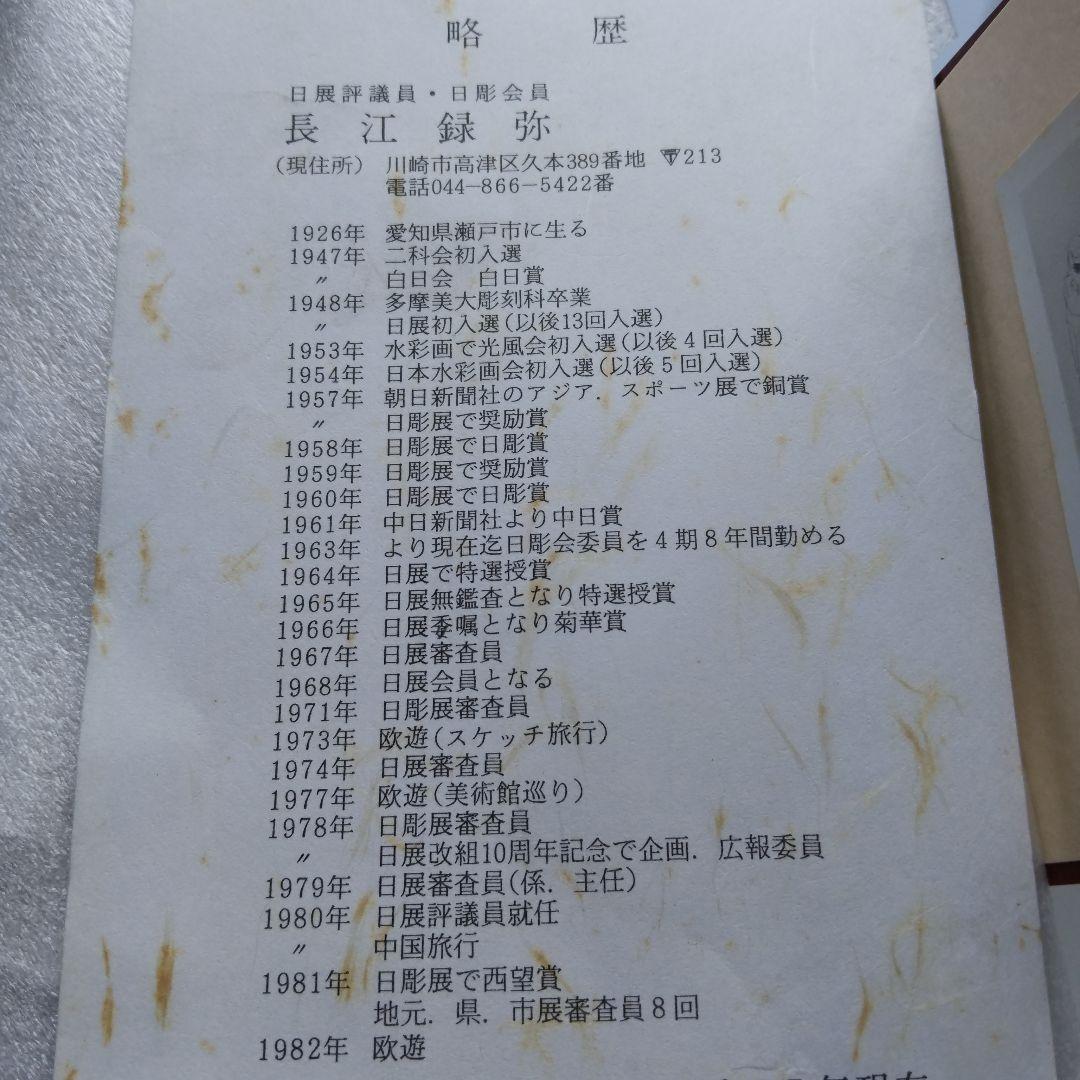 略 歴
日展評議員・日彫会員
長江録弥
(現住所) 川崎市高津区久本389番地 〒213
電話044-866-5422番
1926年 愛知県瀬戸市に生る
1947年 二科会初入選
〃 白日会 白日賞
1948年 多摩美大彫刻科卒業
〃 日展初入選(以後13回入選)
1953年 水彩画で光風会初入選(以後4回入選)
1954年 日本水彩画会初入選(以後5回入選)
1957年 朝日新聞社のアジア.スポーツ展で銅賞
〃 日彫展で奨励賞
1958年 日彫展で日彫賞
1959年 日彫展で奨励賞
1960年 日彫展で日彫賞
1961年 中日新聞社より中日賞
1963年 より現在迄日彫会委員を4期8年間勤める
1964年 日展で特選授賞
1965年 日展無鑑査となり特選授賞
1966年 日展委嘱となり菊華賞
1967年 日展審査員
1968年 日展会員となる
1971年 日彫展審査員
1973年 欧遊(スケッチ旅行)
1974年 日展審査員
1977年 欧遊(美術館巡り)
1978年 日彫展審査員
〃 日展改組10周年記念で企画.広報委員
1979年 日展審査員(係.主任)
1980年 日展評議員就任
〃 中国旅行
1981年 日彫展で西望賞
地元.県.市展審査員8回
1982年 欧遊